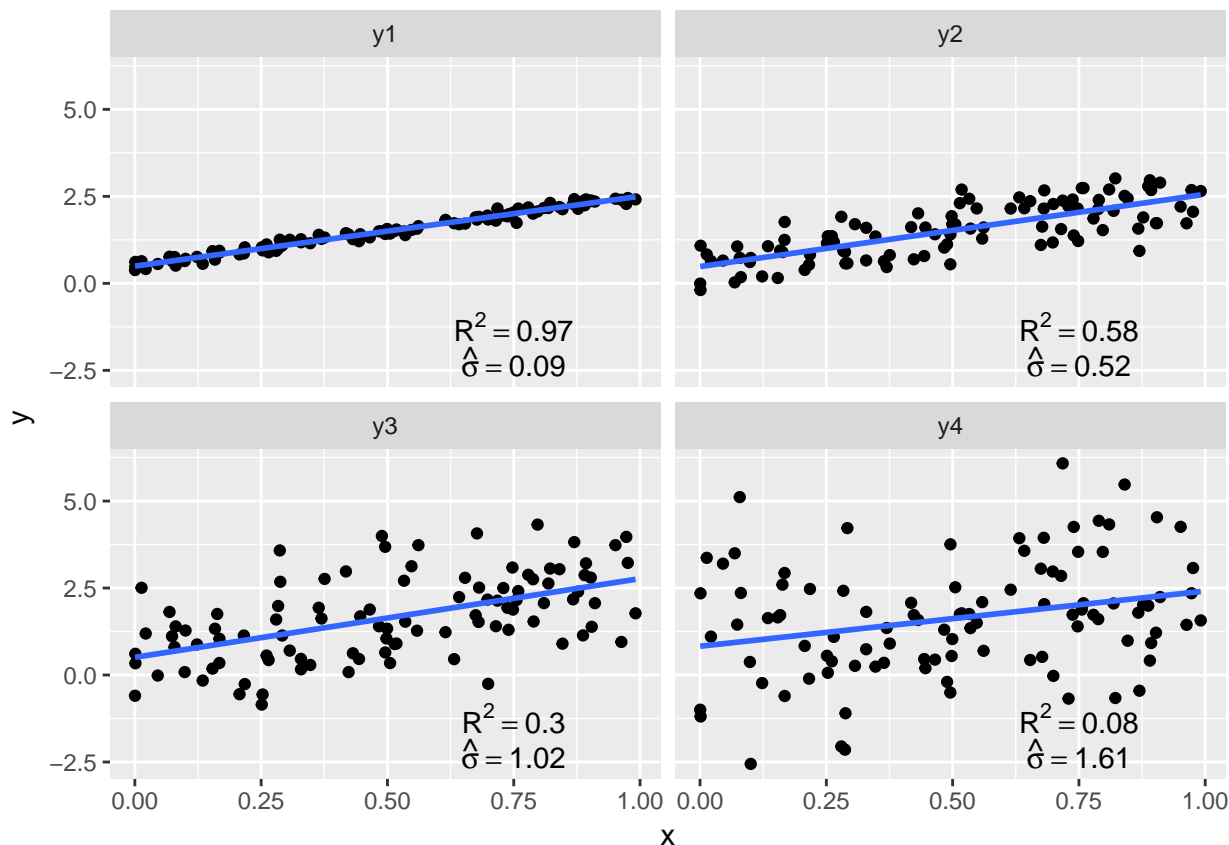 y1
y2
5.0
2.5
0.0
−2.5
R² = 0.97
σ̂ = 0.09
R² = 0.58
σ̂ = 0.52
y
y3
y4
5.0
2.5
0.0
−2.5
R² = 0.3
σ̂ = 1.02
R² = 0.08
σ̂ = 1.61
0.00 0.25 0.50 0.75 1.00
0.00 0.25 0.50 0.75 1.00
x